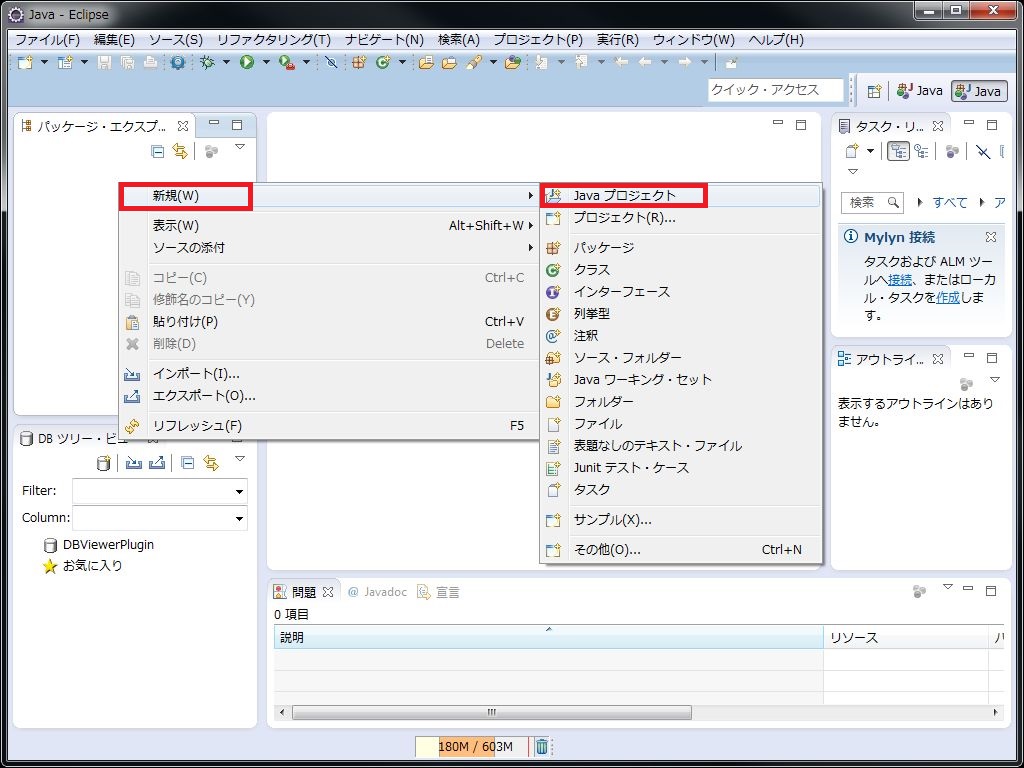 Java - Eclipse
ファイル(F) 編集(E) ソース(S) リファクタリング(T) ナビゲート(N) 検索(A) プロジェクト(P) 実行(R) ウィンドウ(W) ヘルプ(H)
クイック・アクセス
Java
Java
パッケージ・エクスプ...
新規(W)
表示(W) Alt+Shift+W
ソースの添付
コピー(C) Ctrl+C
修飾名のコピー(Y)
貼り付け(P) Ctrl+V
削除(D) Delete
インポート(I)...
エクスポート(O)...
リフレッシュ(F) F5
Java プロジェクト
プロジェクト(R)...
パッケージ
クラス
インターフェース
列挙型
注釈
ソース・フォルダー
Java ワーキング・セット
フォルダー
ファイル
表題なしのテキスト・ファイル
Junit テスト・ケース
タスク
サンプル(X)...
その他(O)... Ctrl+N
タスク・リ...
検索 すべて ア
Mylyn 接続
タスクおよび ALM ツー
ルへ接続、またはローカ
ル・タスクを作成しま
す。
アウトライ...
表示するアウトラインはあり
ません。
DB ツリー・ビュー
Filter:
Column:
DBViewerPlugin
お気に入り
問題 @ Javadoc 宣言
0 項目
説明 リソース パ
180M / 603M